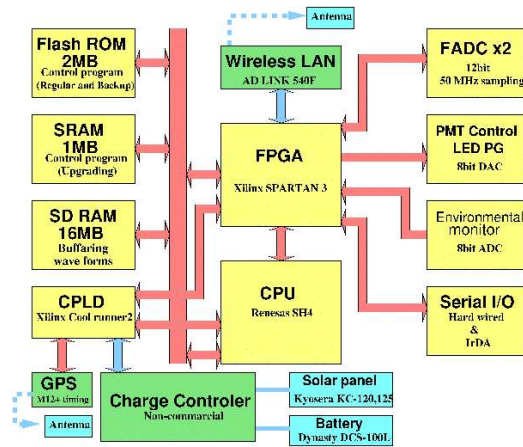 Antenna
Flash ROM
2MB
Control program
(Regular and Backup)
Wireless LAN
AD LINK 540F
FADC x2
12bit
50 MHz sampling
SRAM
1MB
Control program
(Upgrading)
FPGA
Xilinx SPARTAN 3
PMT Control
LED PG
8bit DAC
SD RAM
16MB
Buffaring
wave forms
Environmental
monitor
8bit ADC
CPLD
Xilinx Cool runner2
CPU
Renesas SH4
Serial I/O
Hard wired
&
IrDA
GPS
M12+ timing
Antenna
Charge Controler
Non-commercial
Solar panel
Kyosera KC-120,125
Battery
Dynasty DCS-100L